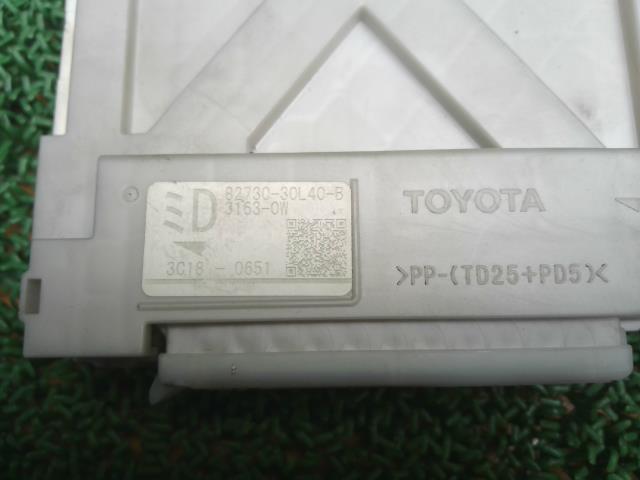 D 82730-30L40-B
3163-0W
3C18 - 0651
TOYOTA
>PP-(TD25+PD5)<